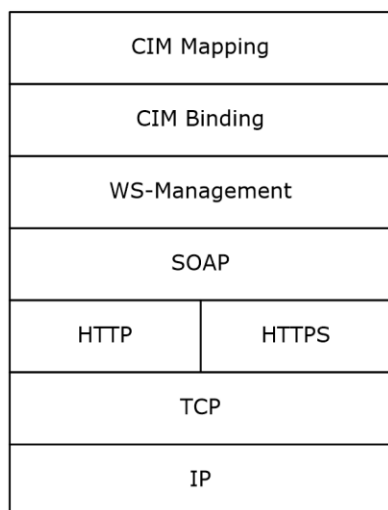 CIM Mapping
CIM Binding
WS-Management
SOAP
HTTP HTTPS
TCP
IP